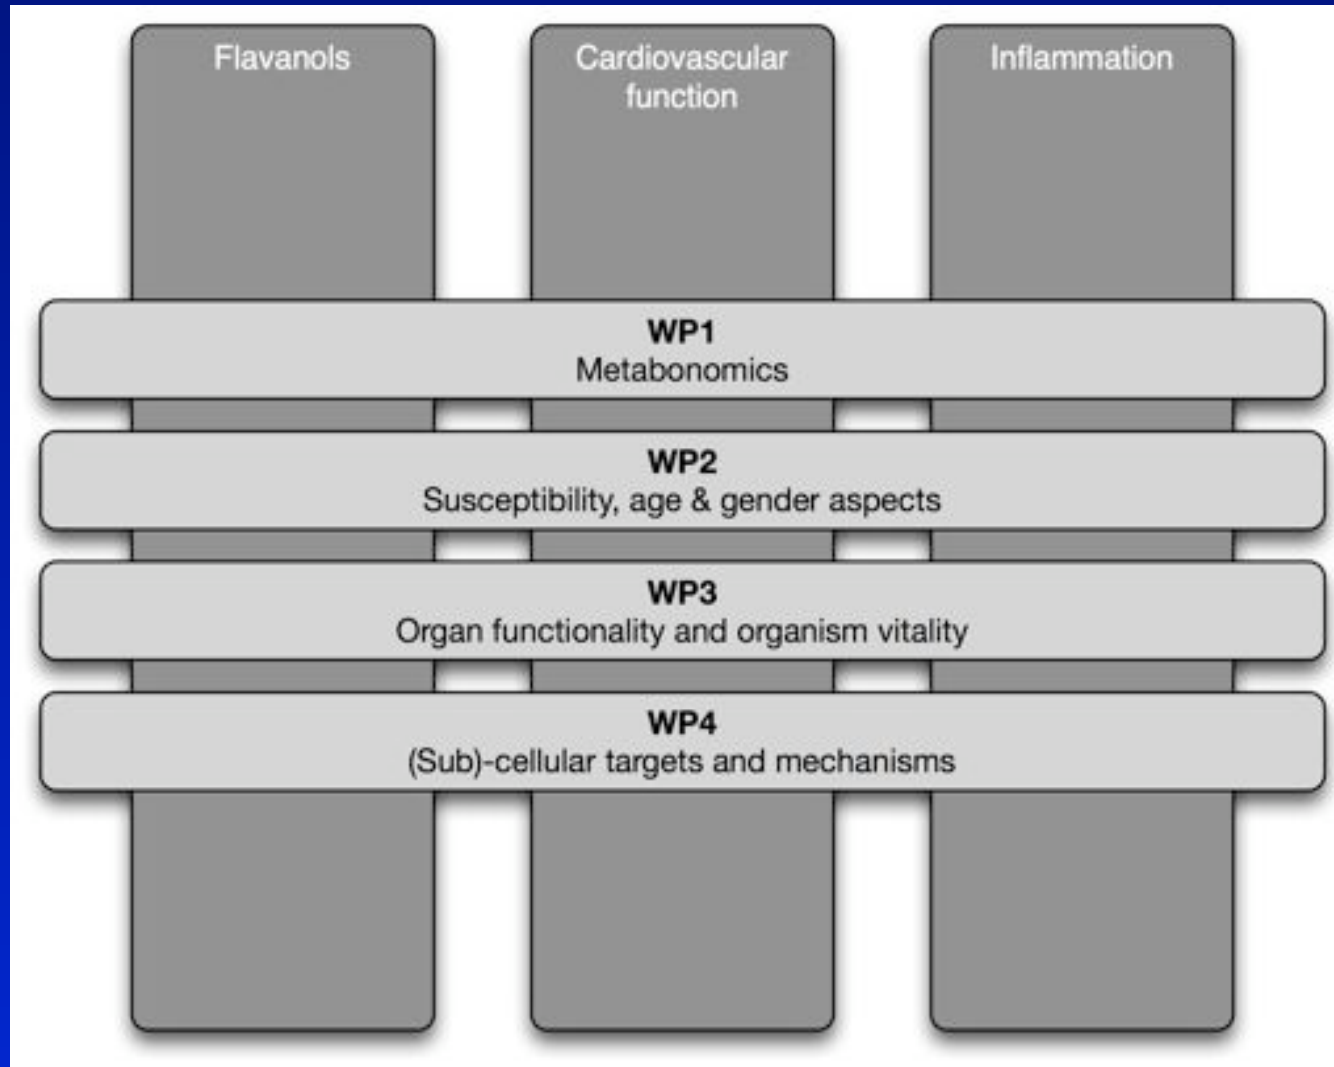 Flavanols
Cardiovascular
function
Inflammation
WP1
Metabonomics
WP2
Susceptibility, age & gender aspects
WP3
Organ functionality and organism vitality
WP4
(Sub)-cellular targets and mechanisms